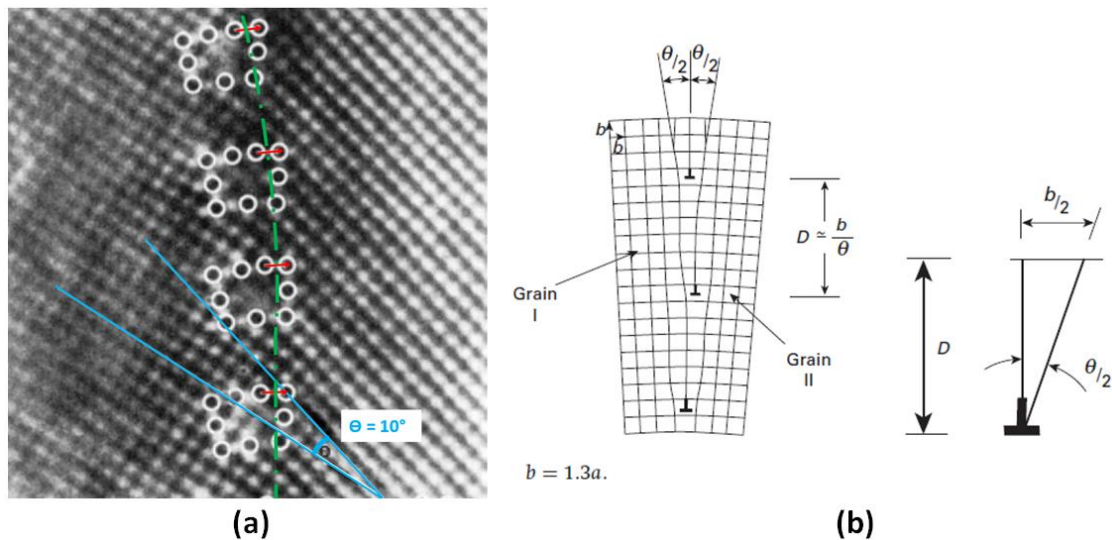 θ/2 θ/2
b
b
D ≃ b/θ
b/2
Grain
I
D
Grain
II
θ/2
Θ = 10°
b = 1.3a.
(a)
(b)